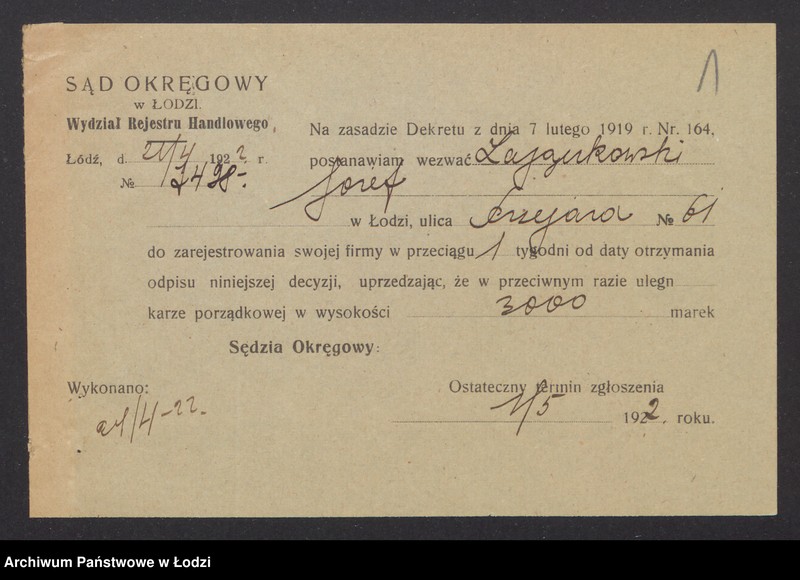 1
SĄD OKRĘGOWY
w ŁODZI.
Wydział Rejestru Handlowego
Łódź, d. 21/4 1922 r.
№ 7498.-
Na zasadzie Dekretu z dnia 7 lutego 1919 r. Nr. 164,
postanawiam wezwać
Józef
w Łodzi, ulica № 61
do zarejestrowania swojej firmy w przeciągu 1 tygodni od daty otrzymania
odpisu niniejszej decyzji, uprzedzając, że w przeciwnym razie ulegn
karze porządkowej w wysokości 3000 marek
Sędzia Okręgowy:
Wykonano:
21/4-22.
Ostateczny termin zgłoszenia
1/5 1922. roku.
Archiwum Państwowe w Łodzi